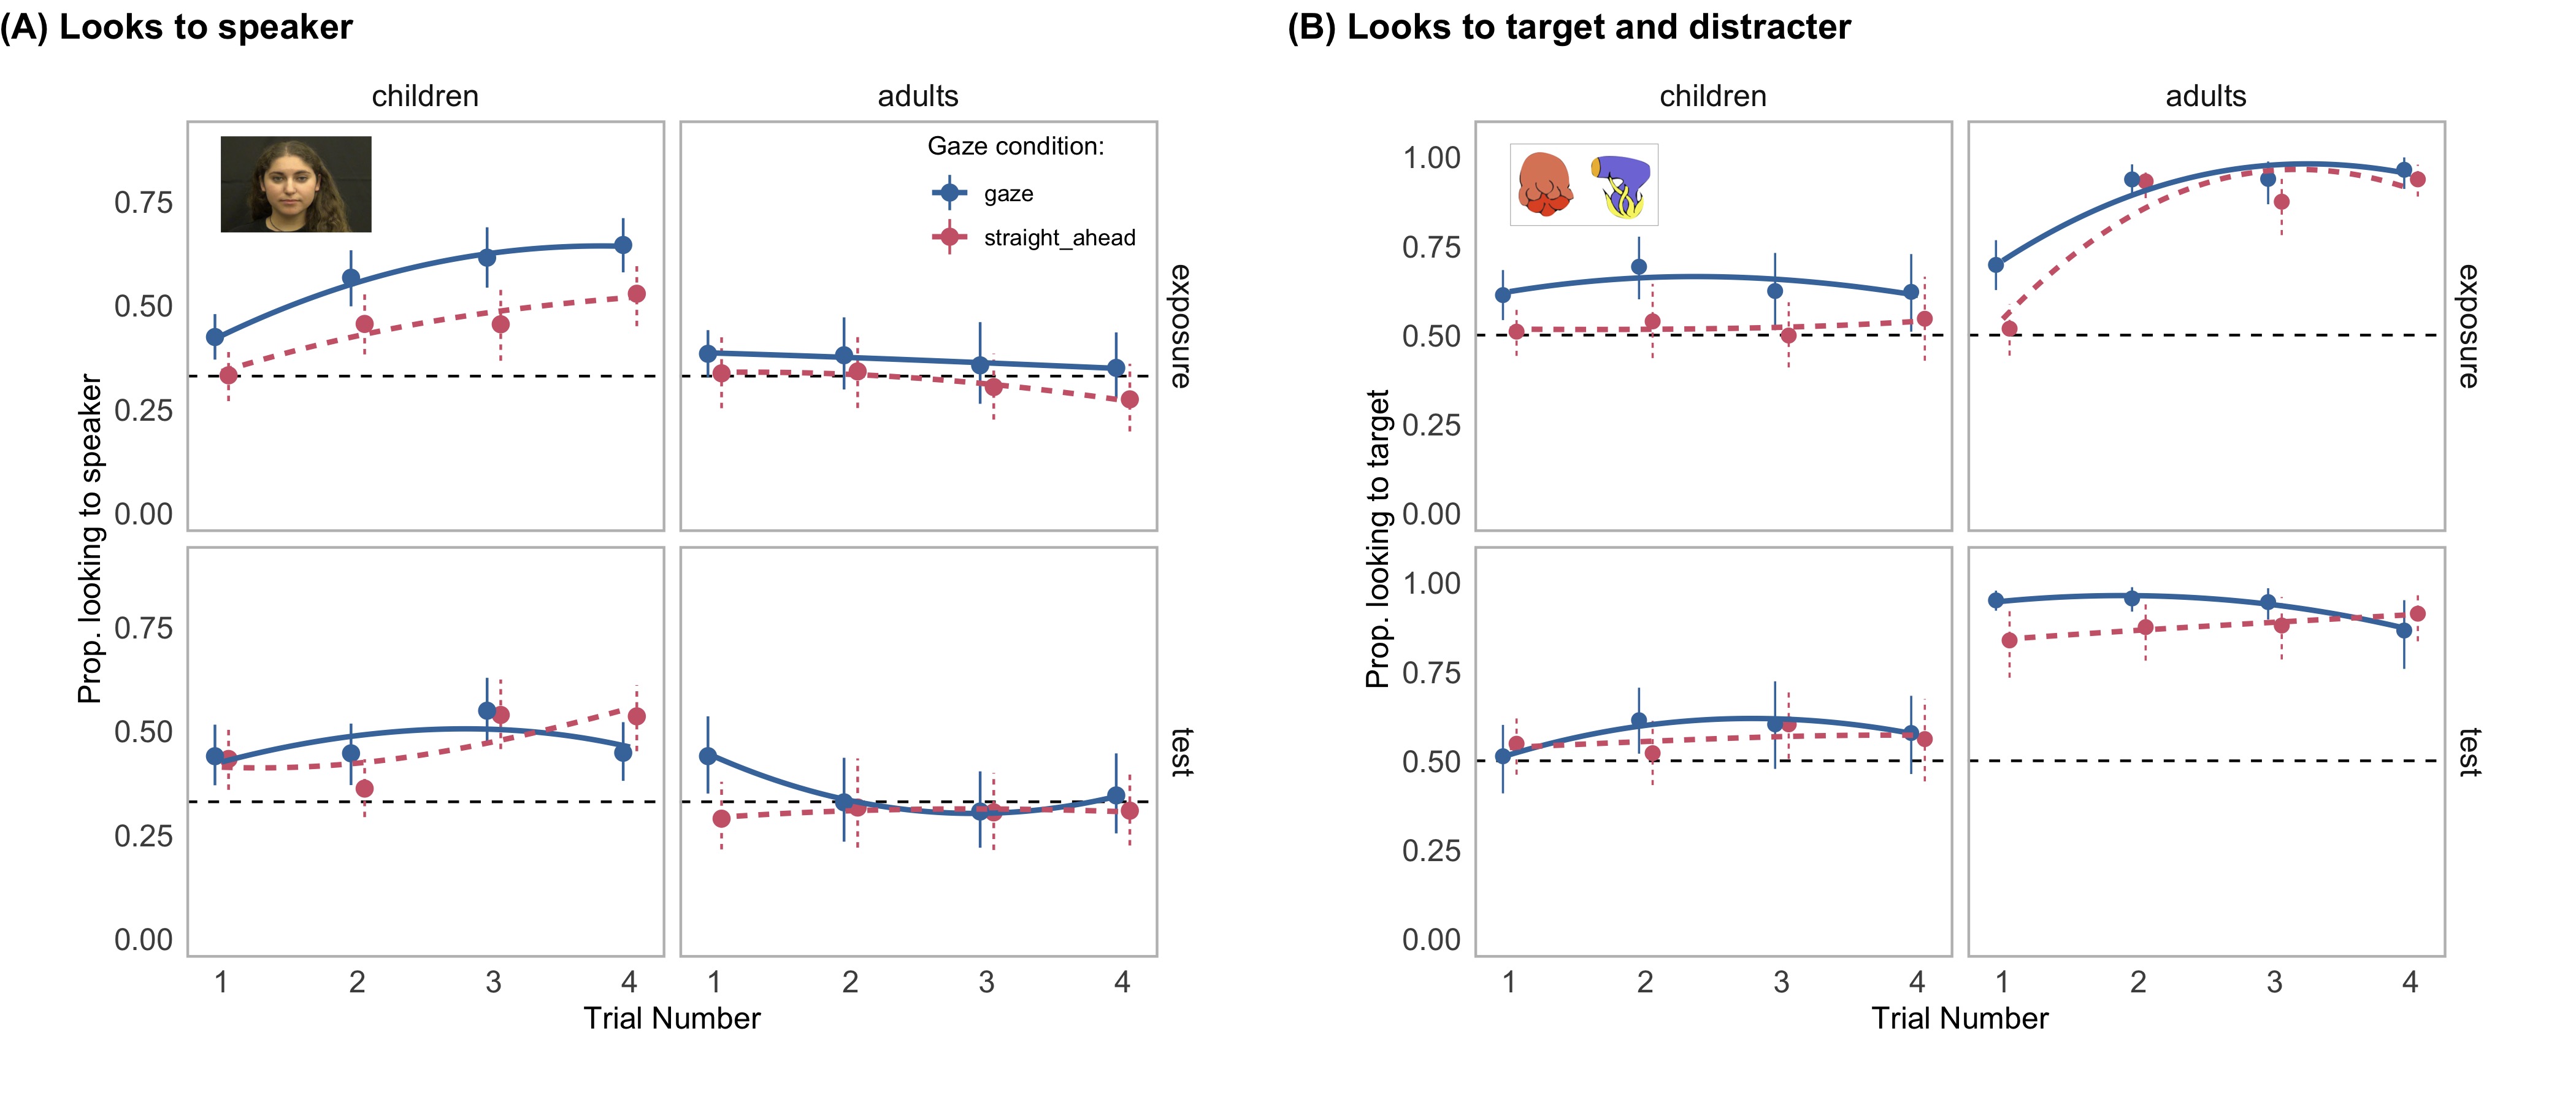 (A) Looks to speaker
children
adults
Gaze condition:
gaze
straight_ahead
0.75
0.50
0.25
0.00
exposure
0.75
0.50
0.25
0.00
test
Prop. looking to speaker
1 2 3 4
1 2 3 4
Trial Number
(B) Looks to target and distracter
children
adults
1.00
0.75
0.50
0.25
0.00
exposure
1.00
0.75
0.50
0.25
0.00
test
Prop. looking to target
1 2 3 4
1 2 3 4
Trial Number